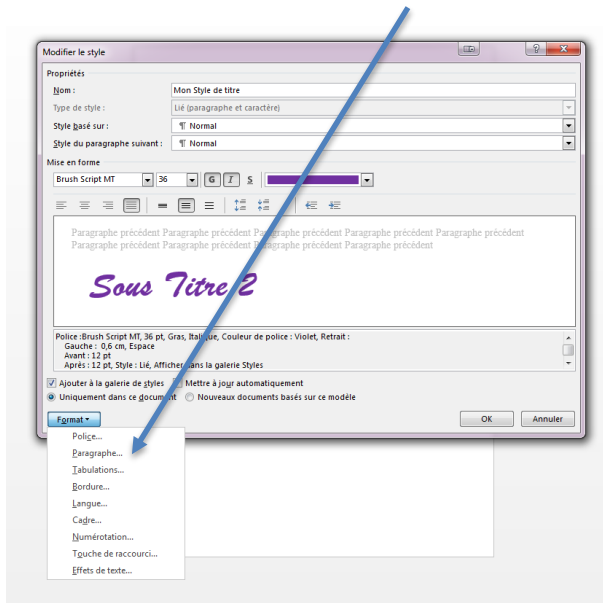 Modifier le style
Propriétés
Nom : Mon Style de titre
Type de style : Lié (paragraphe et caractère)
Style basé sur : ¶ Normal
Style du paragraphe suivant : ¶ Normal
Mise en forme
Brush Script MT 36 G I S
Paragraphe précédent Paragraphe précédent Paragraphe précédent Paragraphe précédent Paragraphe précédent
Paragraphe précédent Paragraphe précédent Paragraphe précédent Paragraphe précédent
Sous Titre 2
Police :Brush Script MT, 36 pt, Gras, Italique, Couleur de police : Violet, Retrait :
Gauche : 0,6 cm, Espace
Avant : 12 pt
Après : 12 pt, Style : Lié, Afficher dans la galerie Styles
Ajouter à la galerie de styles Mettre à jour automatiquement
Uniquement dans ce document Nouveaux documents basés sur ce modèle
Format OK Annuler
Police...
Paragraphe...
Tabulations...
Bordure...
Langue...
Cadre...
Numérotation...
Touche de raccourci...
Effets de texte...